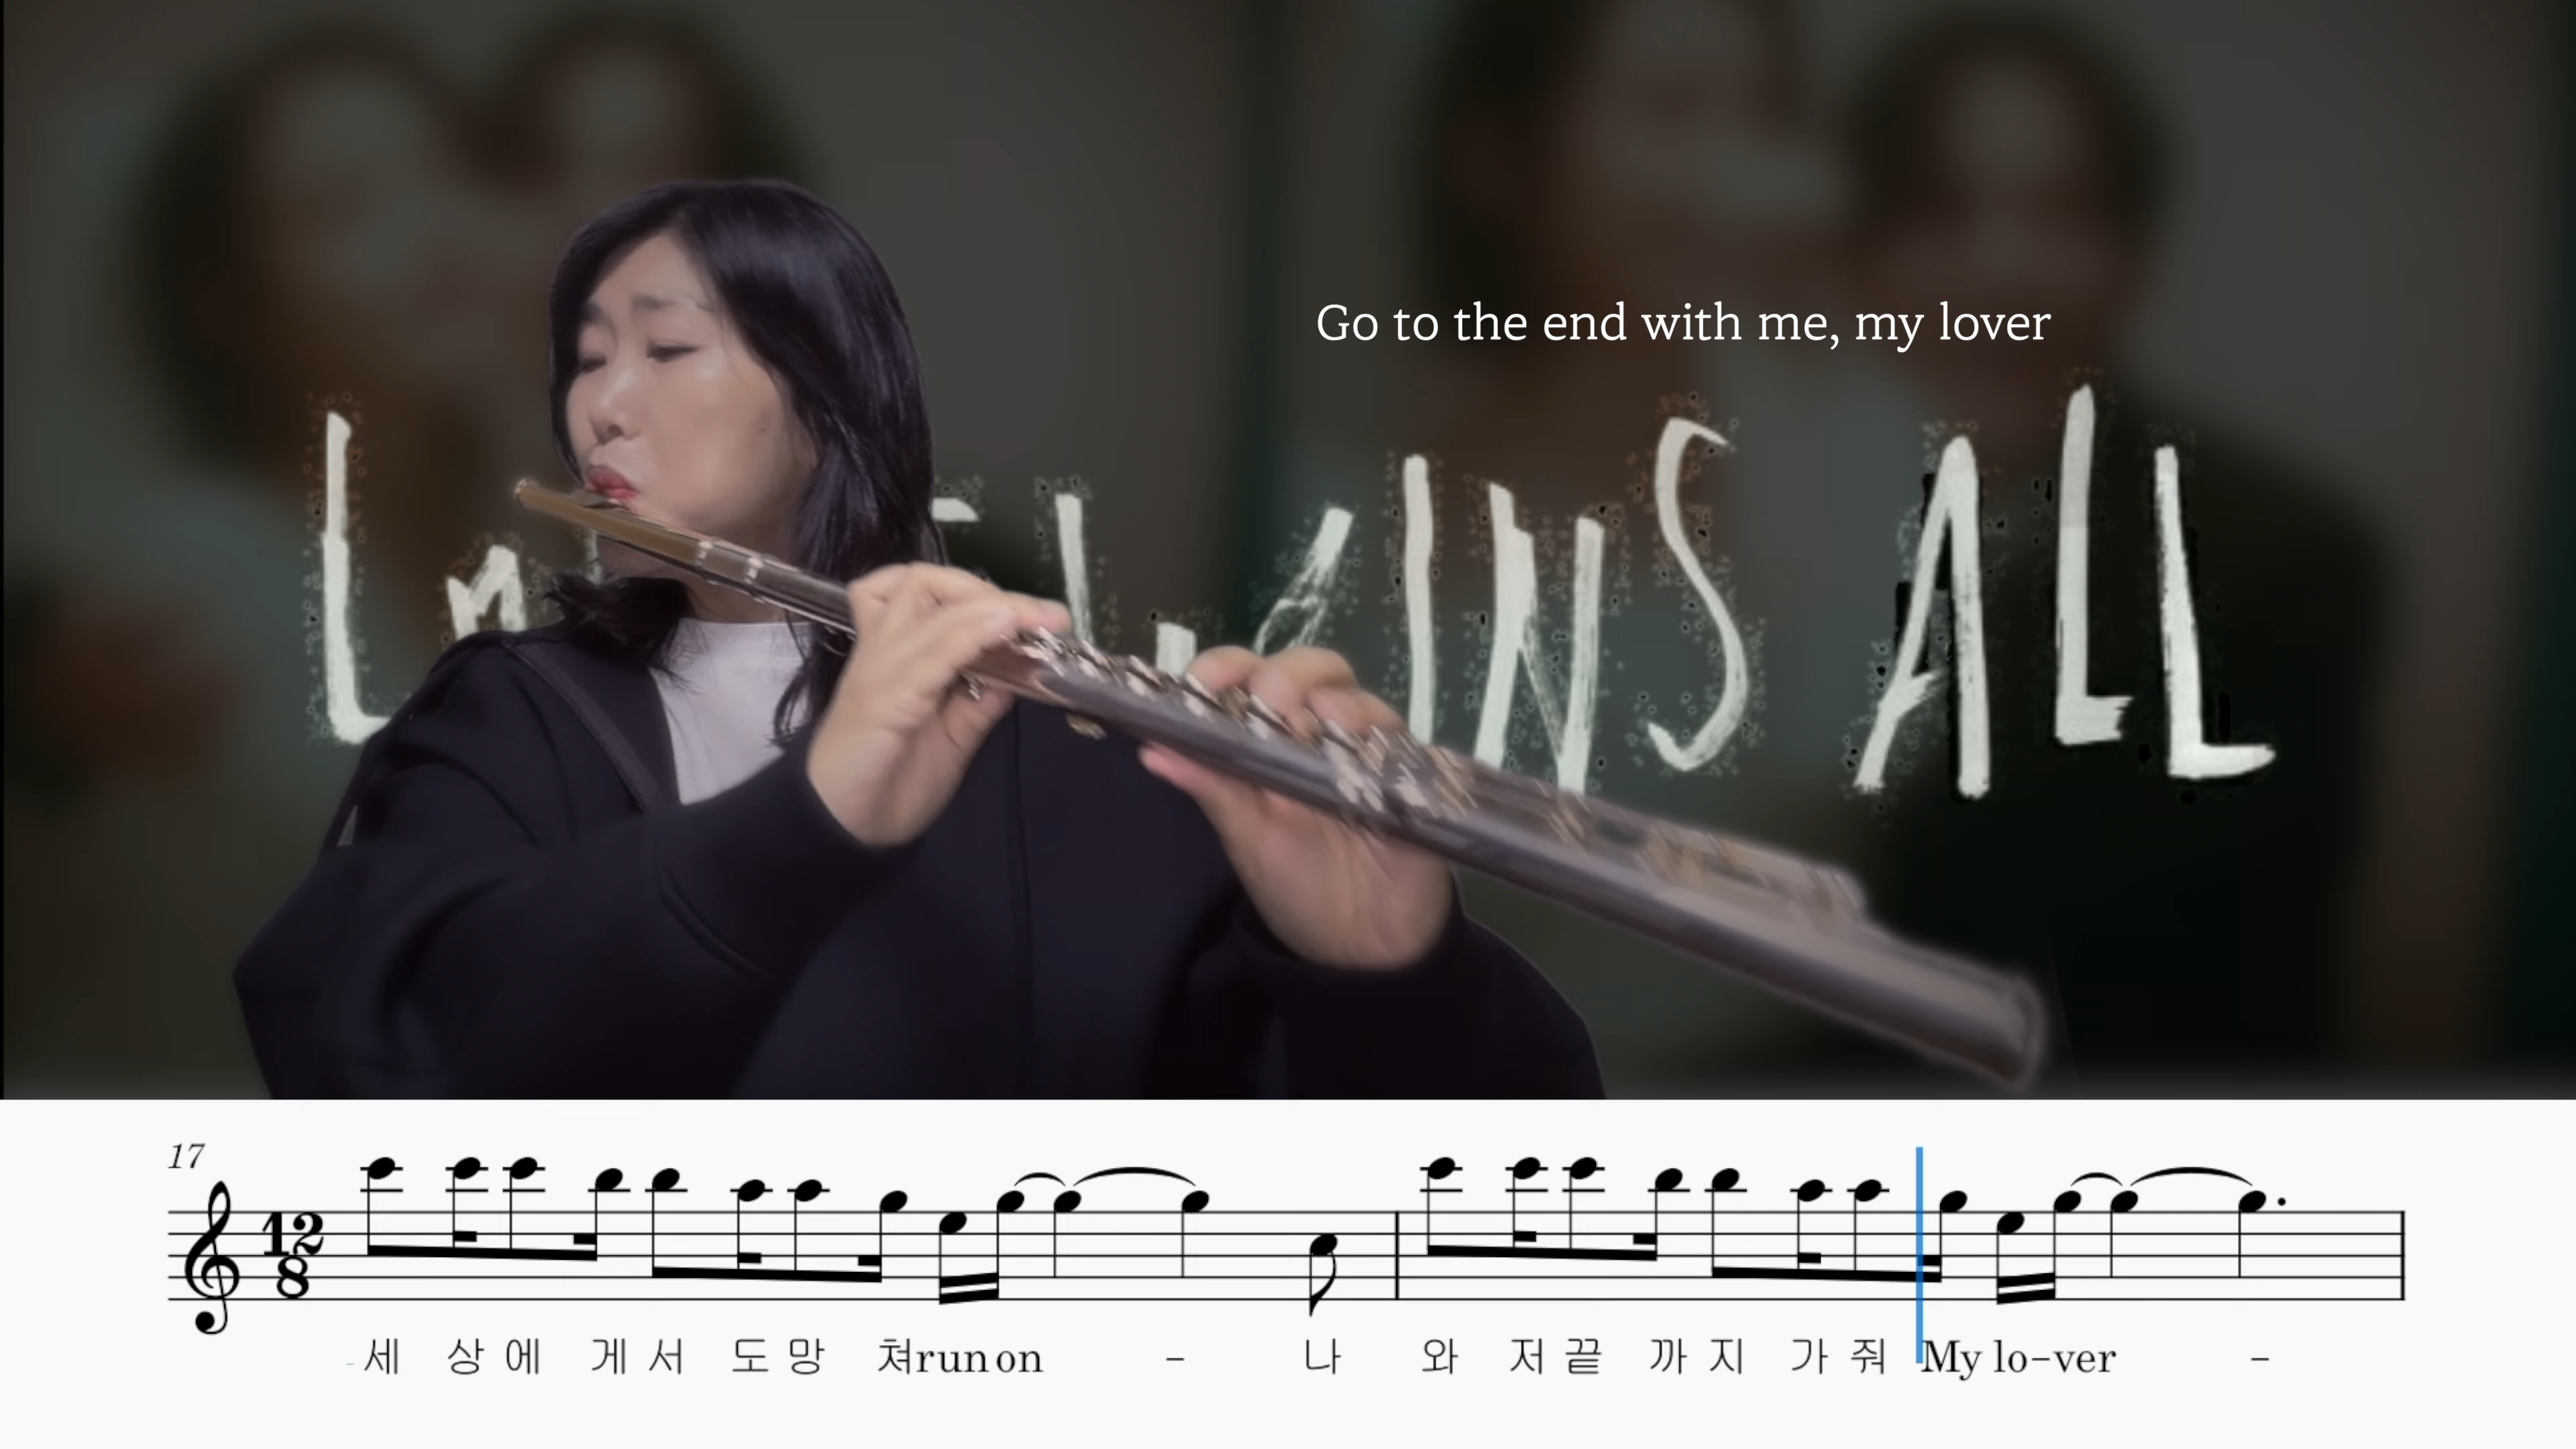 Go to the end with me, my lover
INS ALL
17
12
8
- 세 상 에 게 서 도 망 쳐 run on - 나 와 저 끝 까 지 가 줘 My lo-ver -